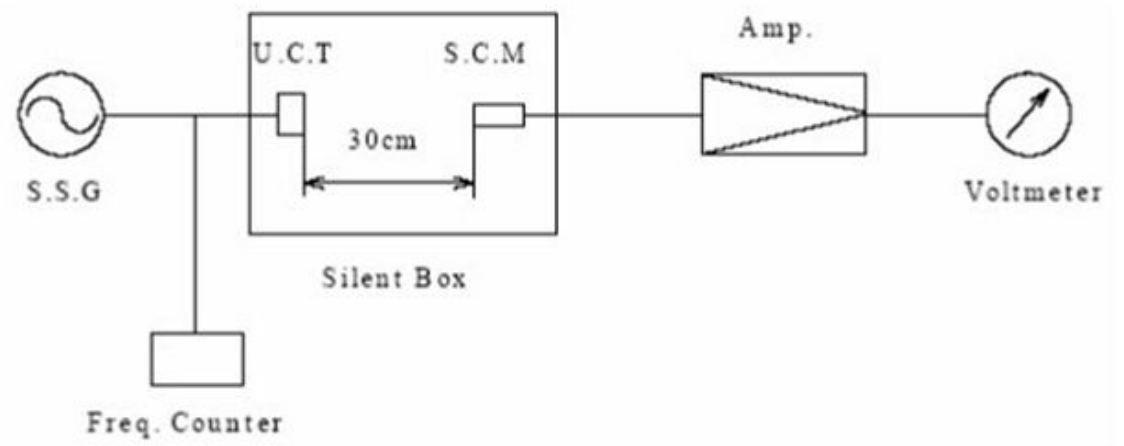 Amp.
U.C.T
S.C.M
30cm
S.S.G
Voltmeter
Silent Box
Freq. Counter